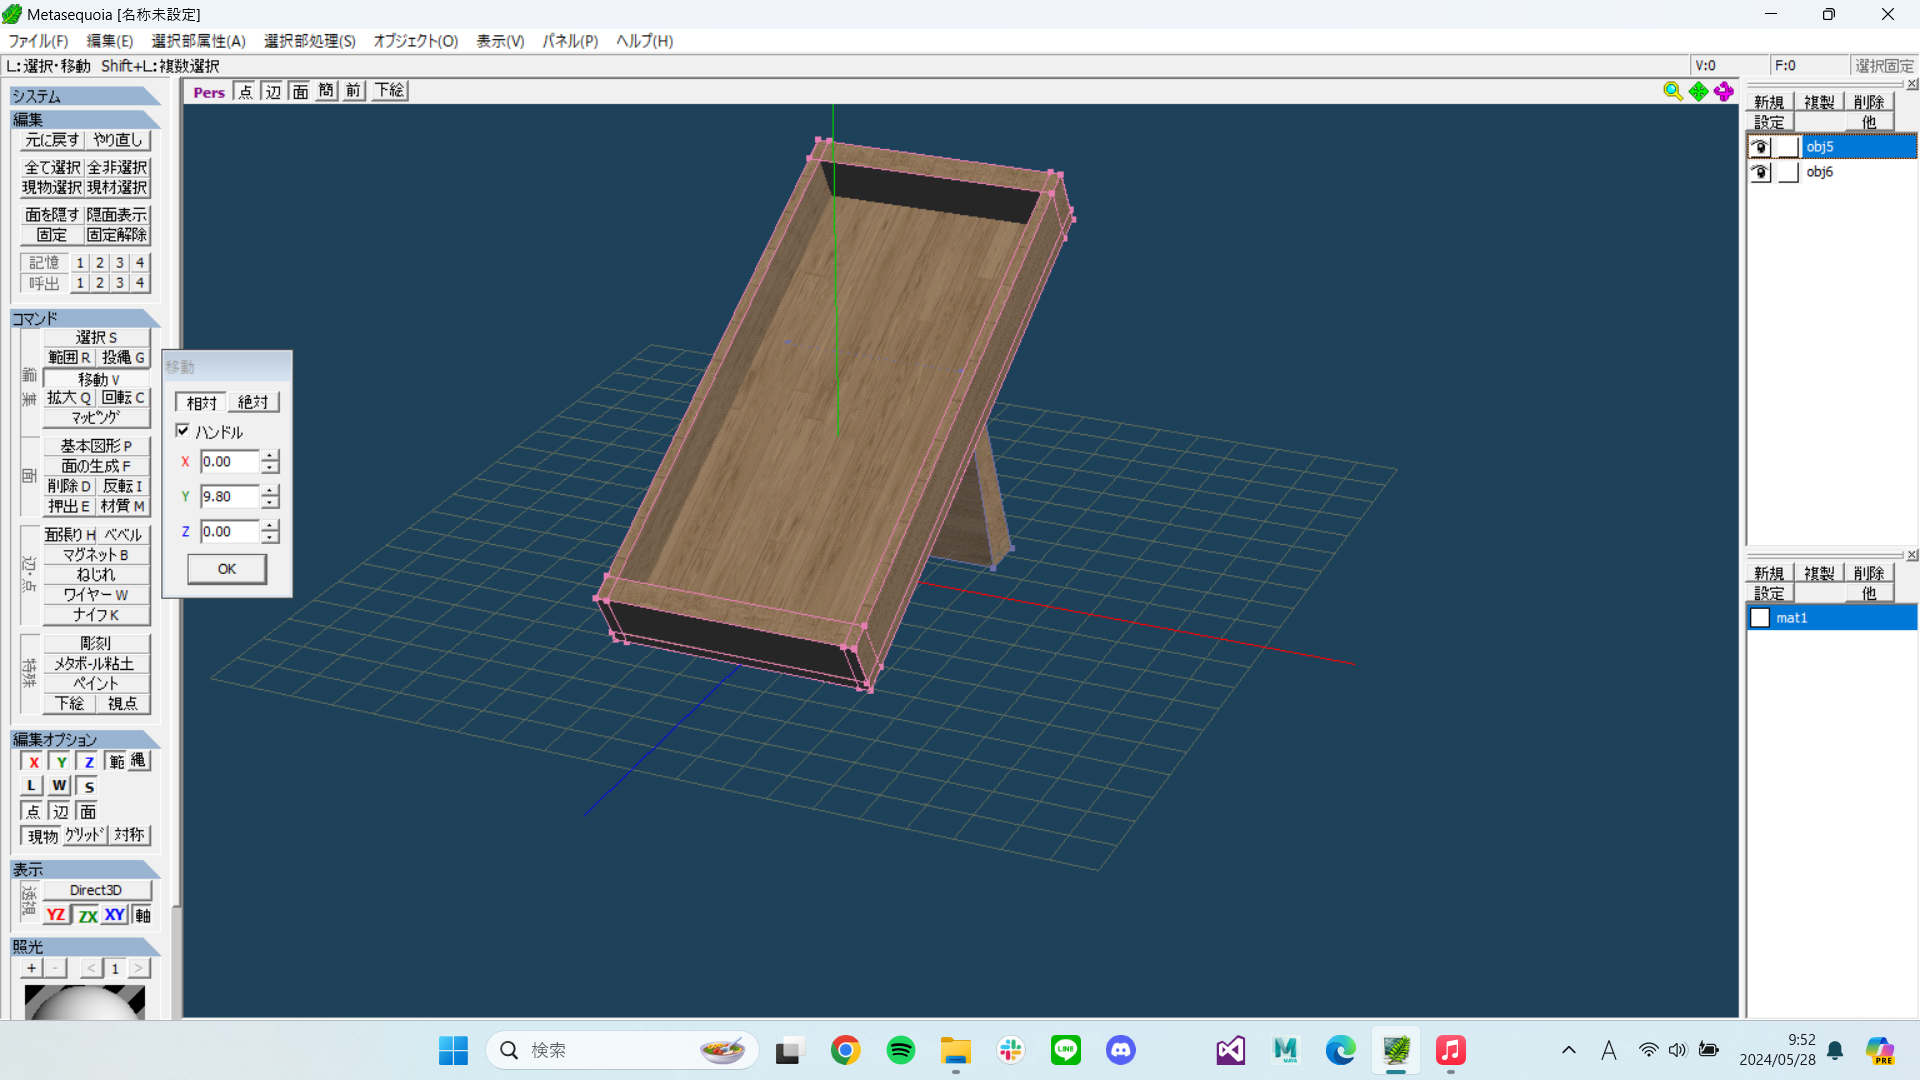 Metasequoia [名称未設定]
ファイル(F) 編集(E) 選択部属性(A) 選択部処理(S) オブジェクト(O) 表示(V) パネル(P) ヘルプ(H)
L:選択・移動 Shift+L:複数選択
V:0 F:0 選択固定
システム
編集
元に戻す やり直し
全て選択 全非選択
現物選択 現材選択
面を隠す 隠面表示
固定 固定解除
記憶 1 2 3 4
呼出 1 2 3 4
コマンド
編集
選択 S
範囲 R 投縄 G
移動 V
拡大 Q 回転 C
マッピング
面
基本図形 P
面の生成 F
削除 D 反転 I
押出 E 材質 M
辺・点
面張り H ベベル
マグネット B
ねじれ
ワイヤー W
ナイフ K
特殊
彫刻
メタボール粘土
ペイント
下絵 視点
編集オプション
X Y Z 範 縄
L W S
点 辺 面
現物 グリッド 対称
表示
透視
Direct3D
YZ ZX XY 軸
照光
+ - < 1 >
Pers 点 辺 面 簡 前 下絵
移動
相対 絶対
ハンドル
X 0.00
Y 9.80
Z 0.00
OK
新規 複製 削除
設定 他
obj5
obj6
新規 複製 削除
設定 他
mat1
検索
LINE
MAYA
A
9:52
2024/05/28
PRE